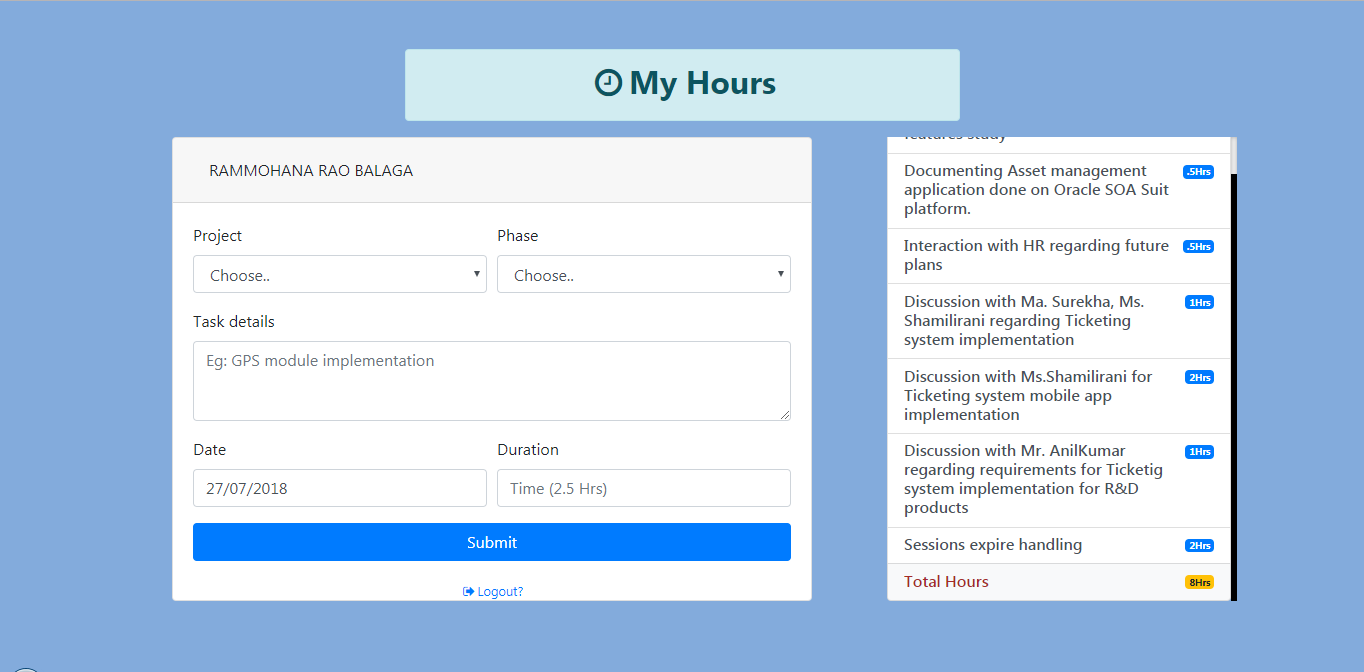 My Hours
RAMMOHANA RAO BALAGA
Project
Phase
Choose..
Choose..
Task details
Eg: GPS module implementation
Date
Duration
27/07/2018
Time (2.5 Hrs)
Submit
Logout?
features study
Documenting Asset management
.5Hrs
application done on Oracle SOA Suit
platform.
Interaction with HR regarding future
.5Hrs
plans
Discussion with Ma. Surekha, Ms.
1Hrs
Shamilirani regarding Ticketing
system implementation
Discussion with Ms.Shamilirani for
2Hrs
Ticketing system mobile app
implementation
Discussion with Mr. AnilKumar
1Hrs
regarding requirements for Ticketig
system implementation for R&D
products
Sessions expire handling
2Hrs
Total Hours
8Hrs